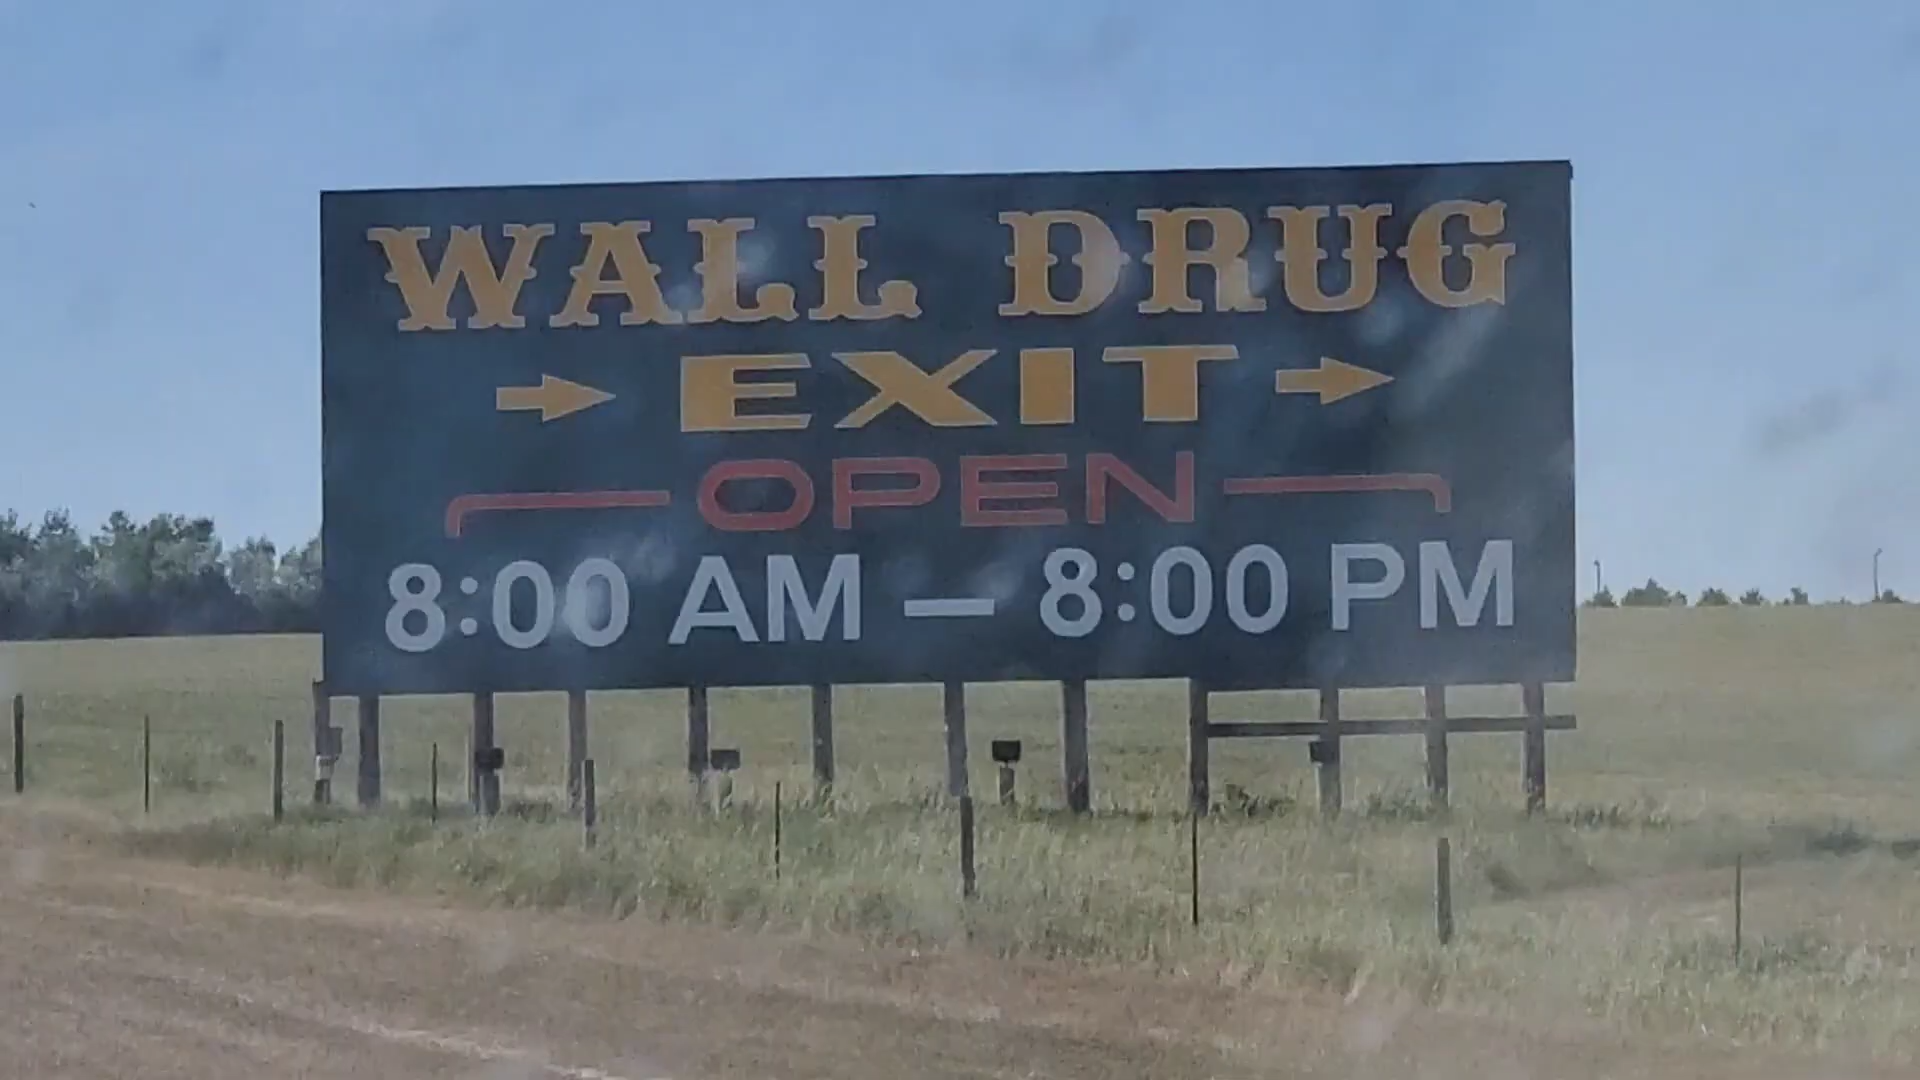 WALL DRUG
→ EXIT →
OPEN
8:00 AM — 8:00 PM